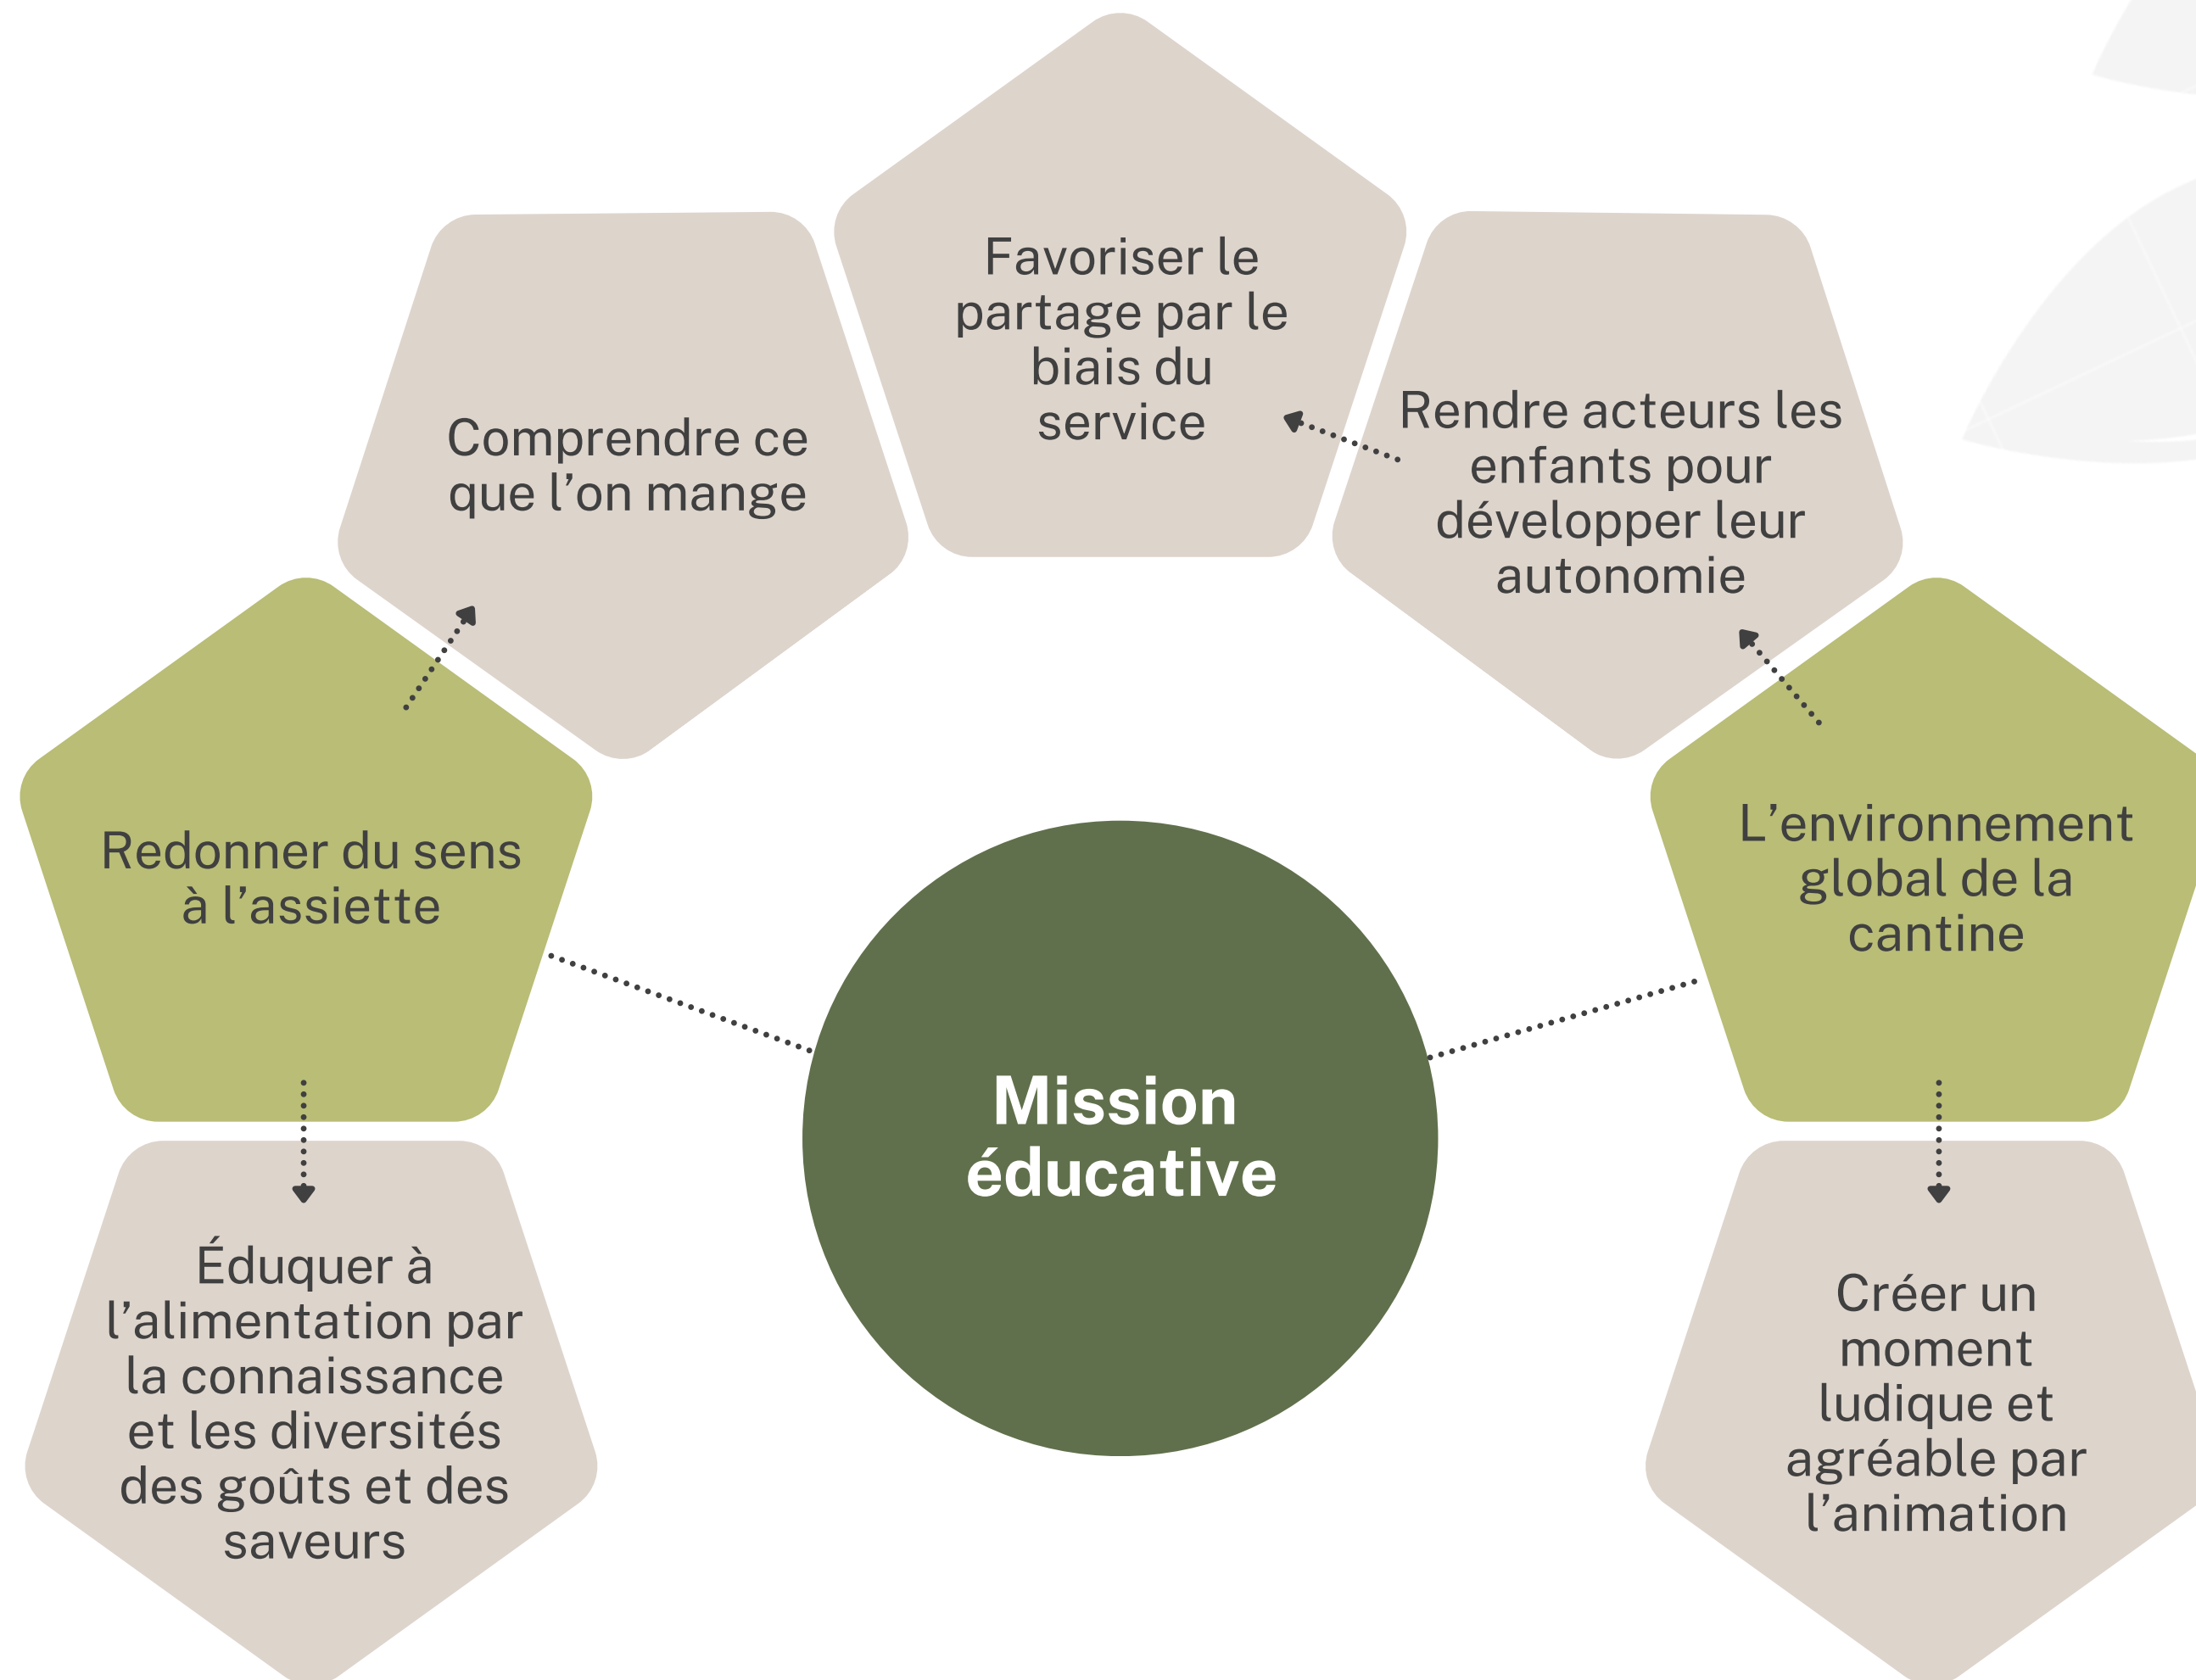 Favoriser le
partage par le
biais du
service
Comprendre ce
que l’on mange
Rendre acteurs les
enfants pour
développer leur
autonomie
Redonner du sens
à l’assiette
L’environnement
global de la
cantine
Mission
éducative
Éduquer à
l’alimentation par
la connaissance
et les diversités
des goûts et des
saveurs
Créer un
moment
ludique et
agréable par
l’animation